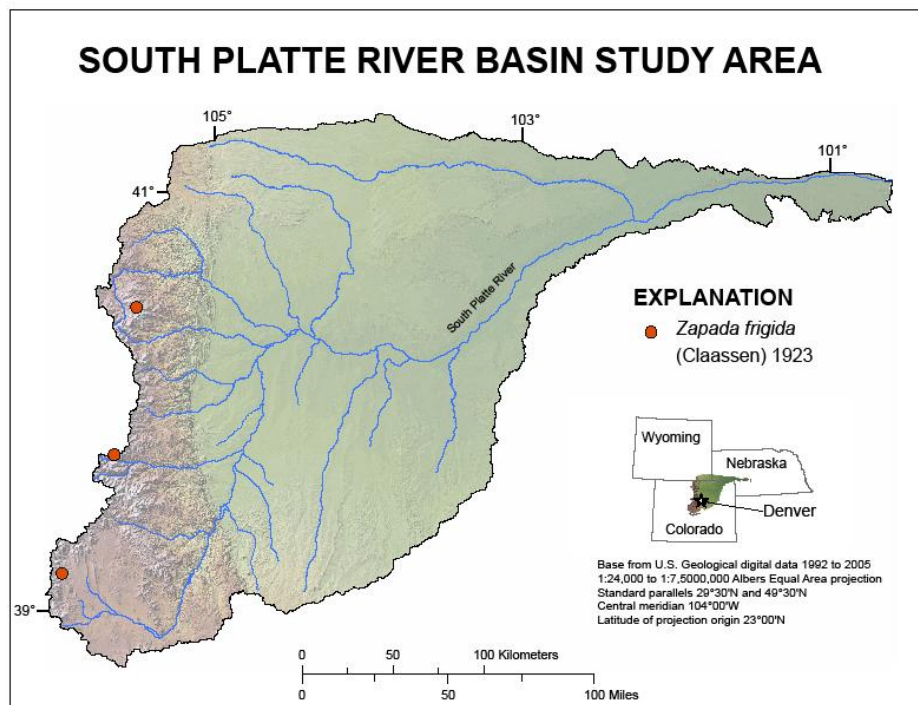 SOUTH PLATTE RIVER BASIN STUDY AREA
105°
103°
101°
41°
South Platte River
EXPLANATION
Zapada frigida
(Claassen) 1923
Wyoming
Nebraska
Denver
Colorado
Base from U.S. Geological digital data 1992 to 2005
1:24,000 to 1:7,5000,000 Albers Equal Area projection
Standard parallels 29°30'N and 49°30'N
Central meridian 104°00'W
Latitude of projection origin 23°00'N
39°
0 50 100 Kilometers
0 50 100 Miles